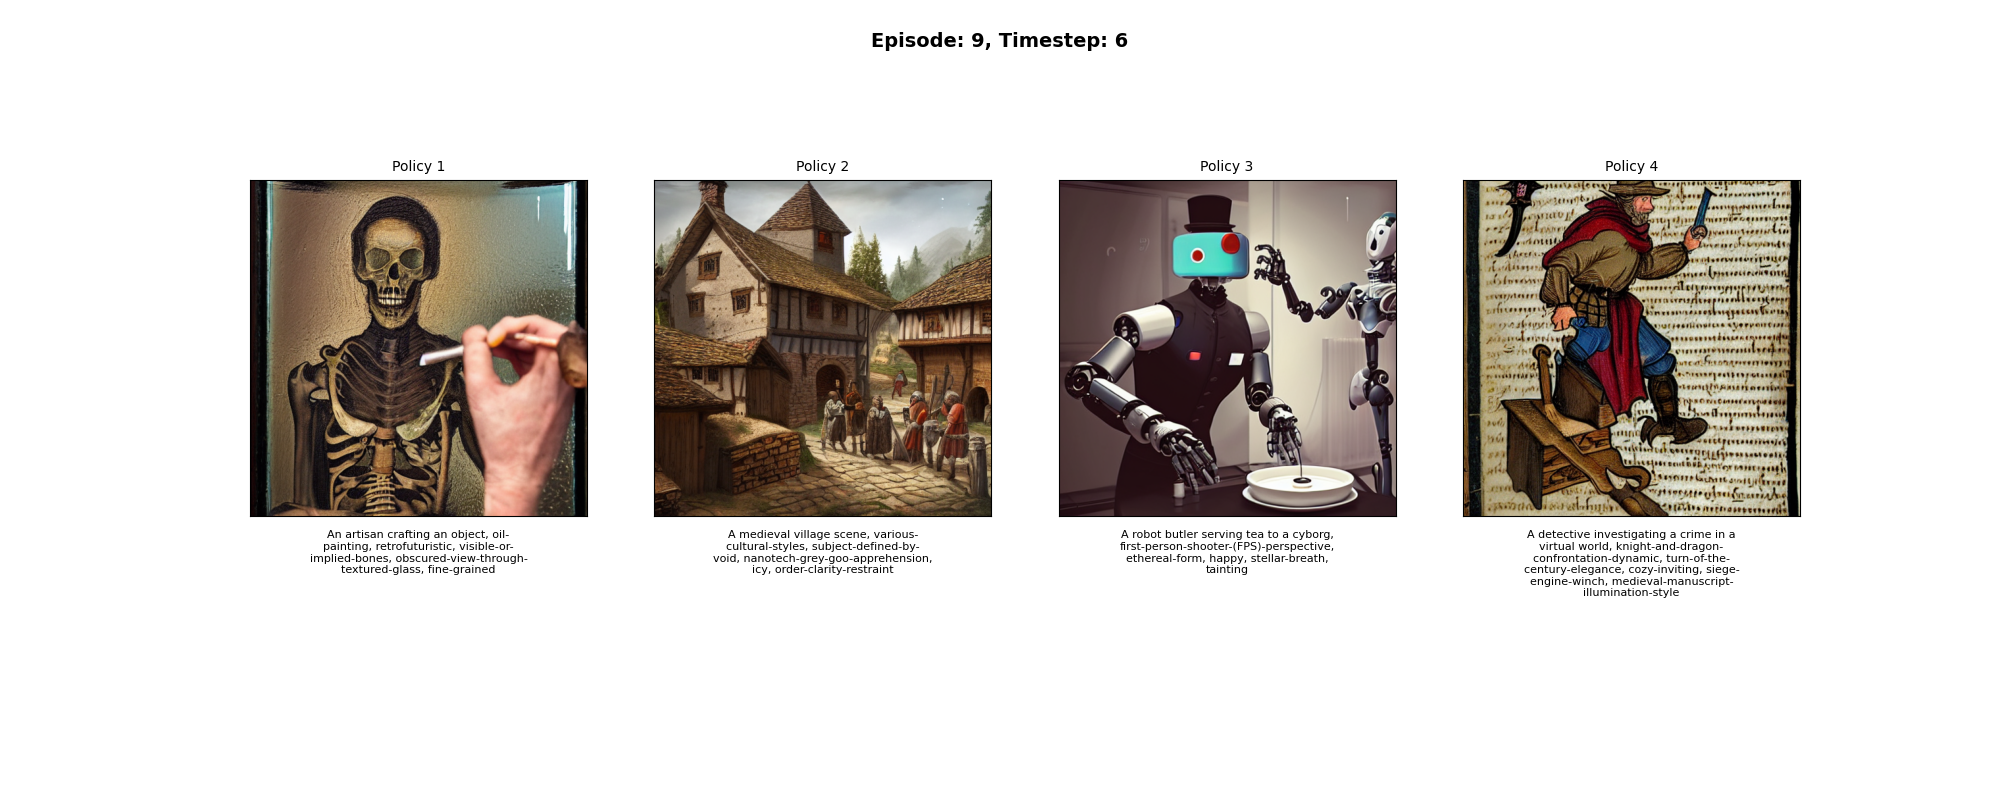 Episode: 9, Timestep: 6
Policy 1
Policy 2
Policy 3
Policy 4
An artisan crafting an object, oil-
painting, retrofuturistic, visible-or-
implied-bones, obscured-view-through-
textured-glass, fine-grained
A medieval village scene, various-
cultural-styles, subject-defined-by-
void, nanotech-grey-goo-apprehension,
icy, order-clarity-restraint
A robot butler serving tea to a cyborg,
first-person-shooter-(FPS)-perspective,
ethereal-form, happy, stellar-breath,
tainting
A detective investigating a crime in a
virtual world, knight-and-dragon-
confrontation-dynamic, turn-of-the-
century-elegance, cozy-inviting, siege-
engine-winch, medieval-manuscript-
illumination-style